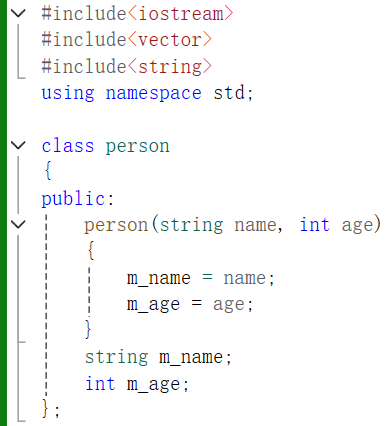 #include<iostream>
#include<vector>
#include<string>
using namespace std;

class person
{
public:
    person(string name, int age)
    {
        m_name = name;
        m_age = age;
    }
    string m_name;
    int m_age;
};